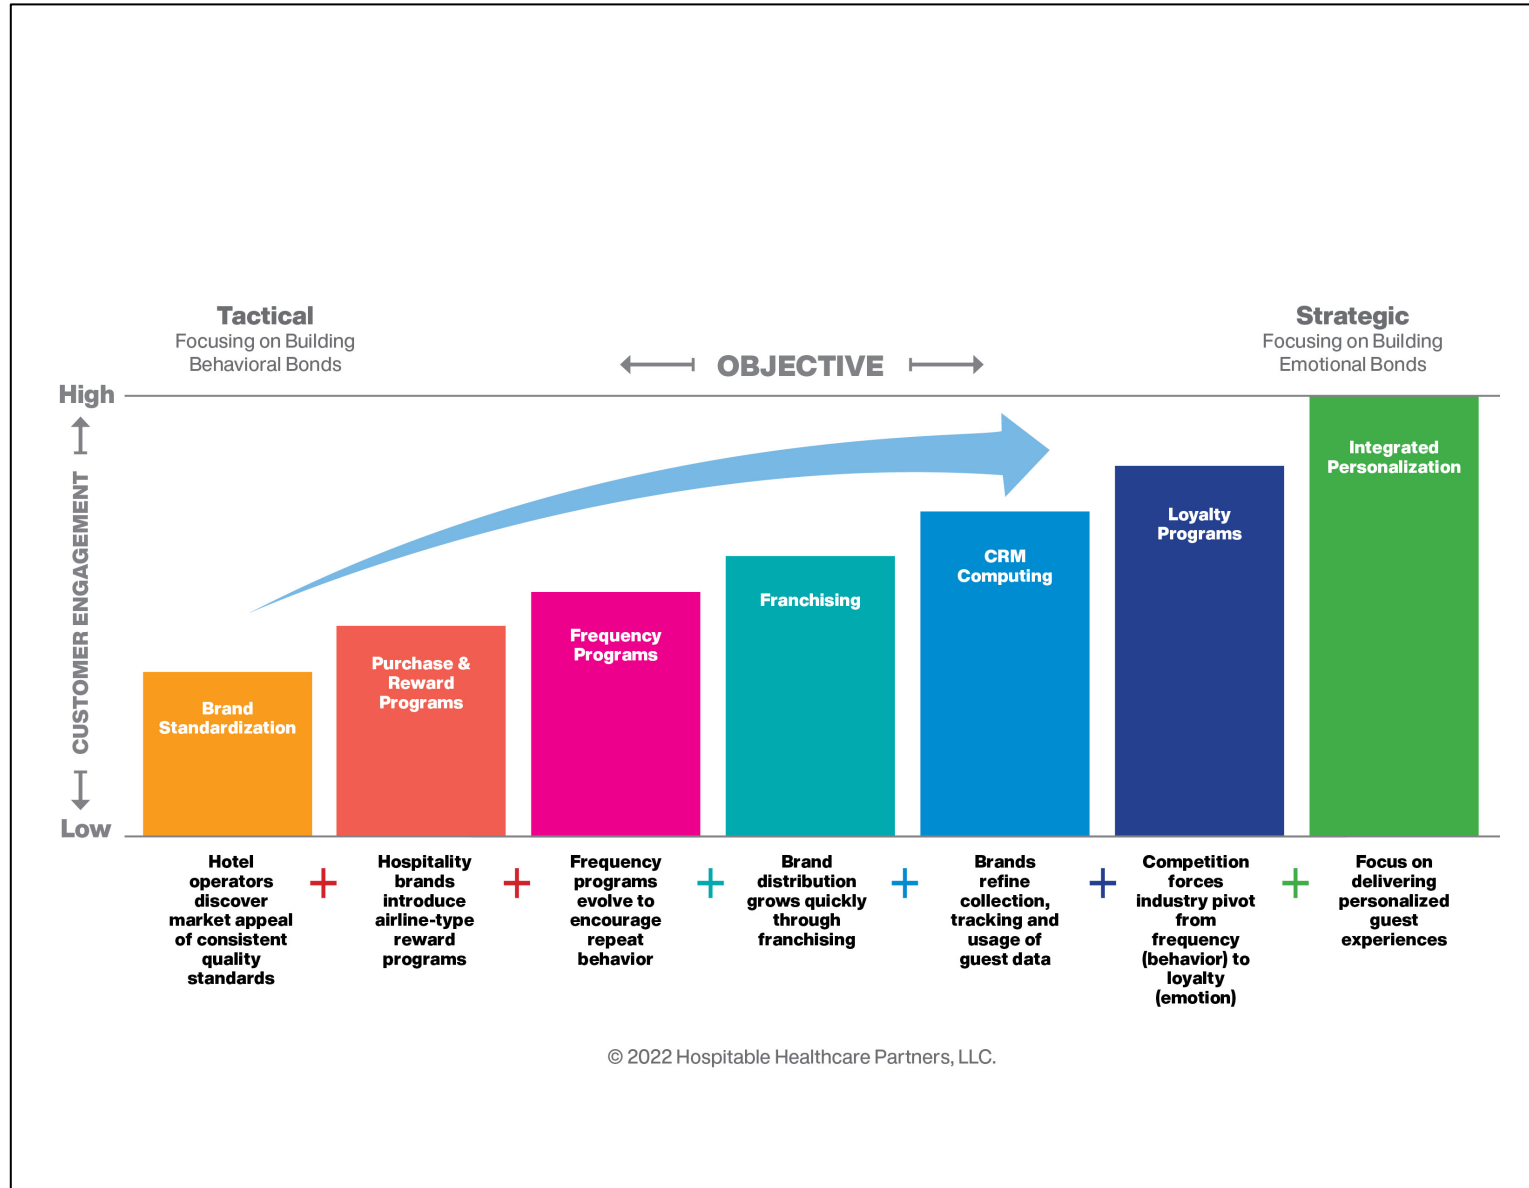 Tactical
Focusing on Building
Behavioral Bonds
OBJECTIVE
Strategic
Focusing on Building
Emotional Bonds
High
CUSTOMER ENGAGEMENT
Low
Brand
Standardization
Purchase &
Reward
Programs
Frequency
Programs
Franchising
CRM
Computing
Loyalty
Programs
Integrated
Personalization
Hotel
operators
discover
market appeal
of consistent
quality
standards
+
Hospitality
brands
introduce
airline-type
reward
programs
+
Frequency
programs
evolve to
encourage
repeat
behavior
+
Brand
distribution
grows quickly
through
franchising
+
Brands
refine
collection,
tracking and
usage of
guest data
+
Competition
forces
industry pivot
from
frequency
(behavior) to
loyalty
(emotion)
+
Focus on
delivering
personalized
guest
experiences
© 2022 Hospitable Healthcare Partners, LLC.